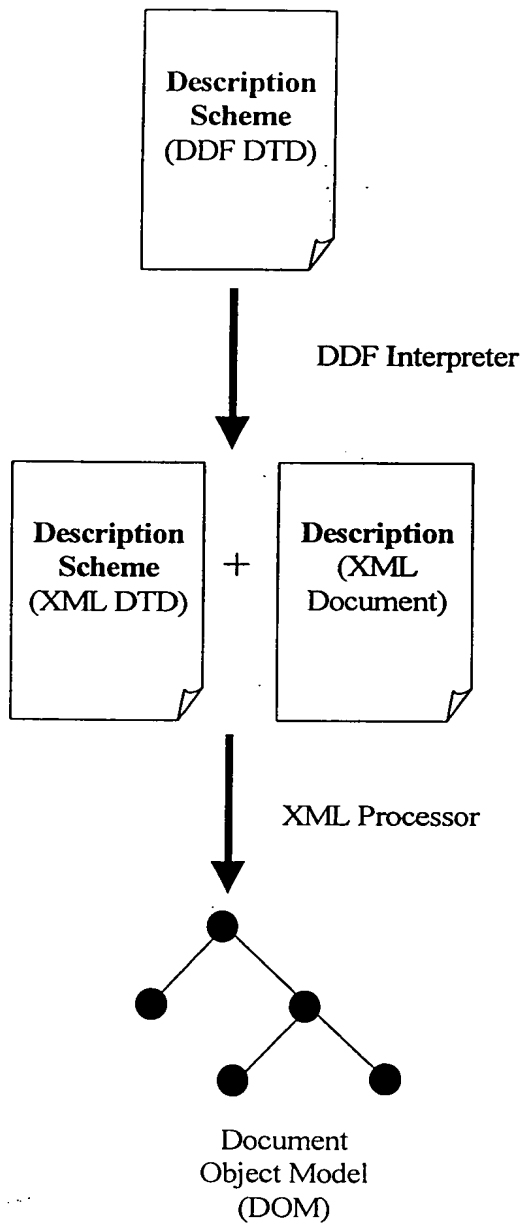 Description
Scheme
(DDF DTD)
DDF Interpreter
Description
Scheme
(XML DTD)
+
Description
(XML
Document)
XML Processor
Document
Object Model
(DOM)